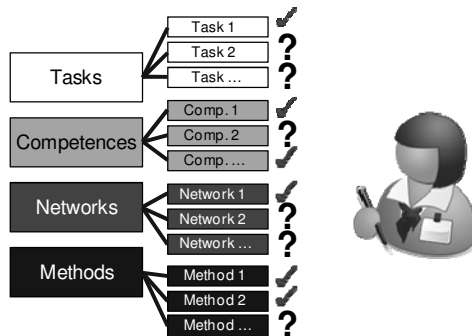 Task 1
Task 2
Tasks
Task ...
?
?
Comp. 1
Competences
Comp. 2
Comp. ...
?
Network 1
Networks
Network 2
Network ...
?
?
Method 1
Methods
Method 2
Method ...
?